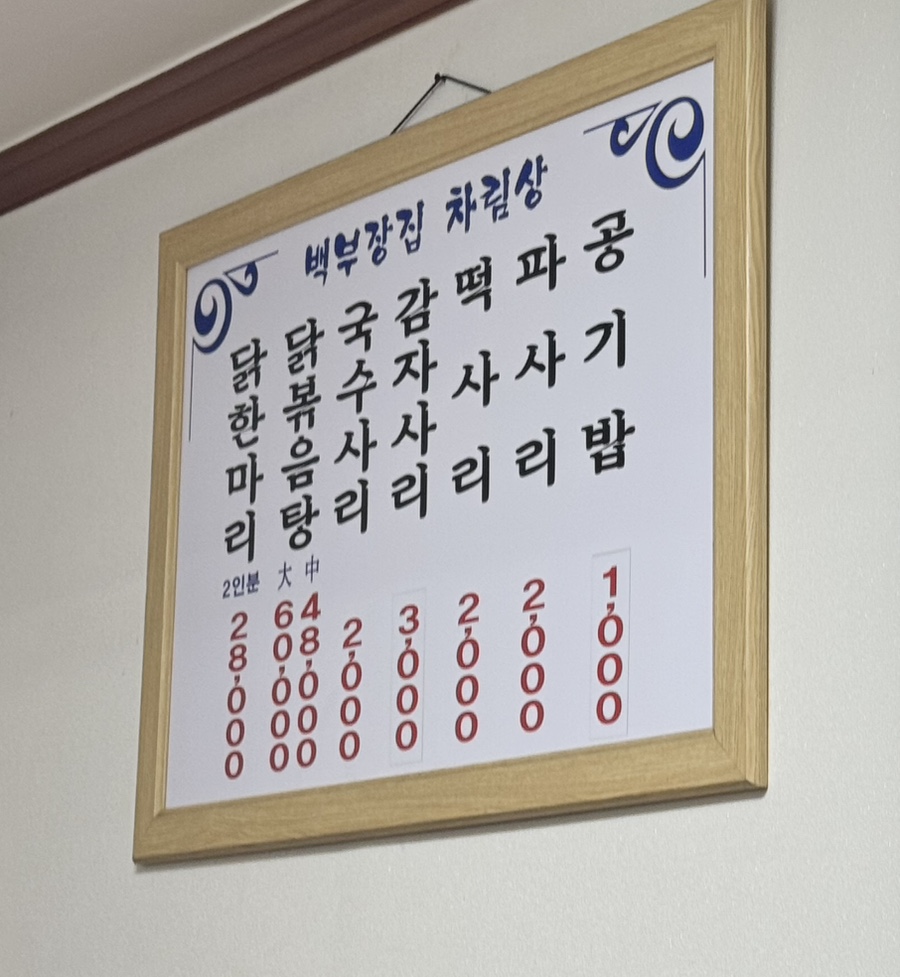 백부장집 차림상
닭한마리 2인분 28,000
닭볶음탕 大 60,000 中 48,000
국수사리 2,000
감자사리 3,000
떡사리 2,000
파사리 2,000
공기밥 1,000